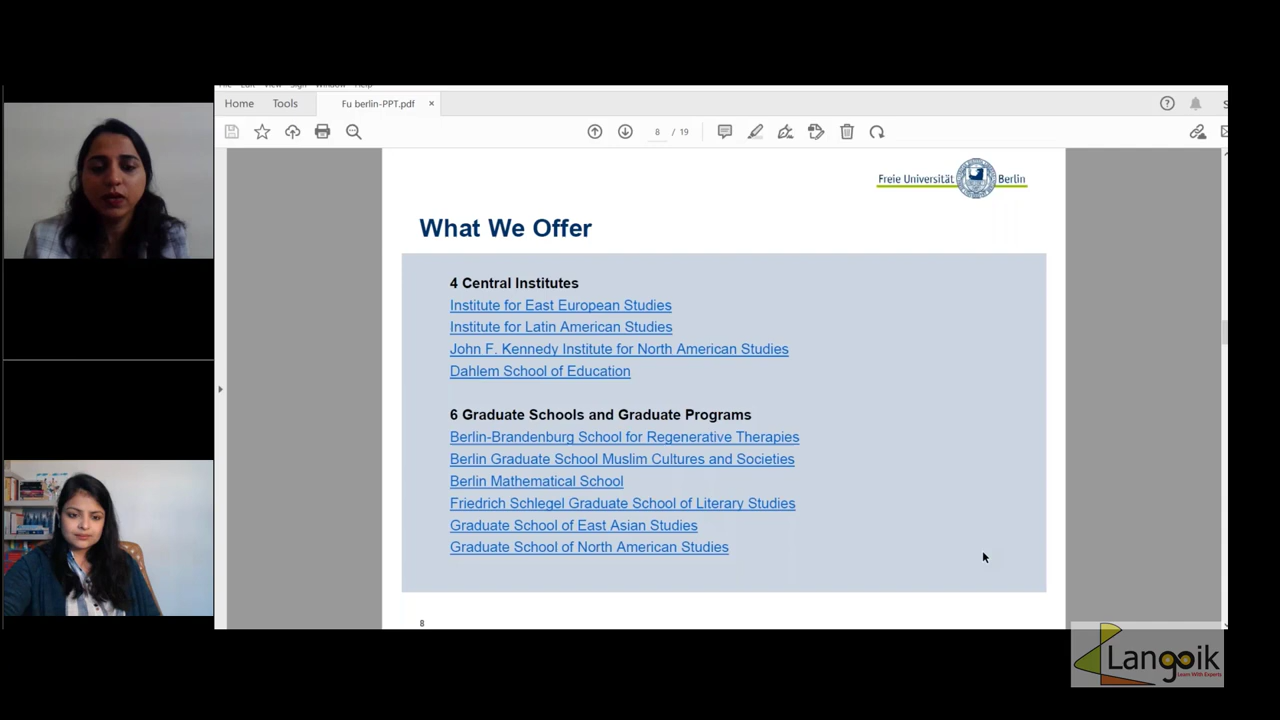 Home Tools Fu berlin-PPT.pdf ×
8 / 19
Freie Universität Berlin
What We Offer
4 Central Institutes
Institute for East European Studies
Institute for Latin American Studies
John F. Kennedy Institute for North American Studies
Dahlem School of Education
6 Graduate Schools and Graduate Programs
Berlin-Brandenburg School for Regenerative Therapies
Berlin Graduate School Muslim Cultures and Societies
Berlin Mathematical School
Friedrich Schlegel Graduate School of Literary Studies
Graduate School of East Asian Studies
Graduate School of North American Studies
8
Langoik
Learn With Experts